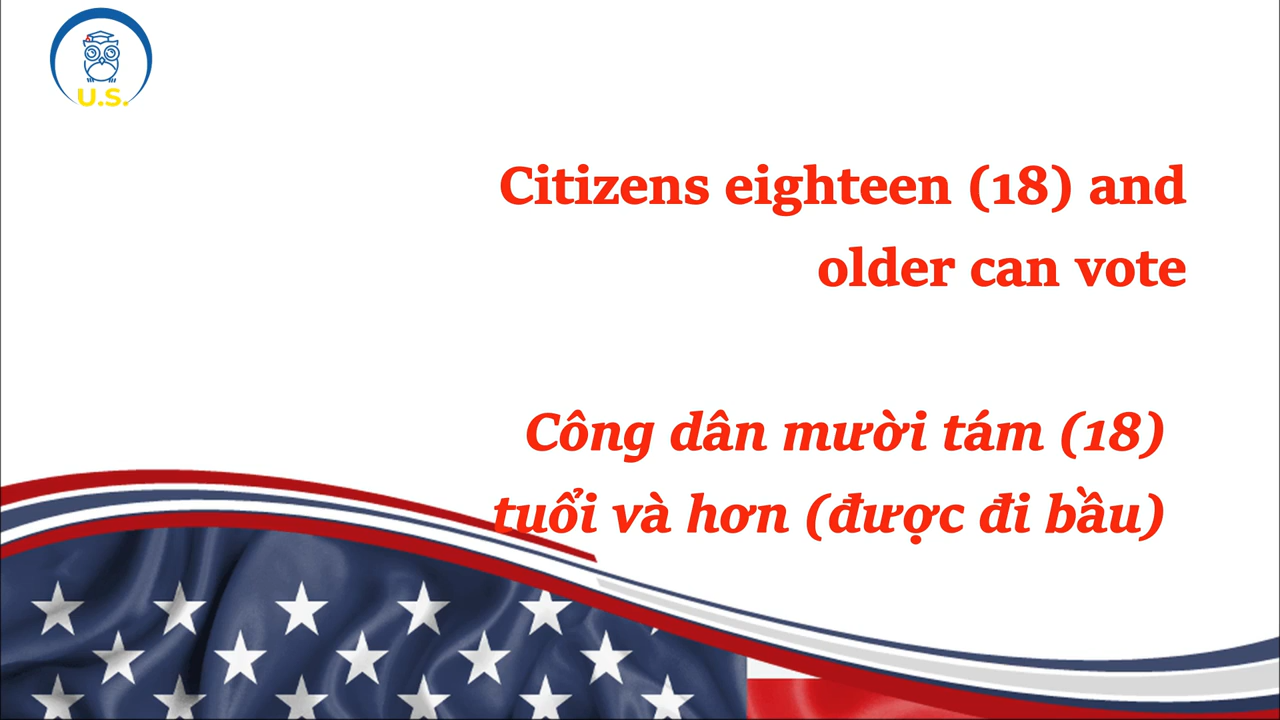 U.S.
Citizens eighteen (18) and
older can vote
Công dân mười tám (18)
tuổi và hơn (được đi bầu)